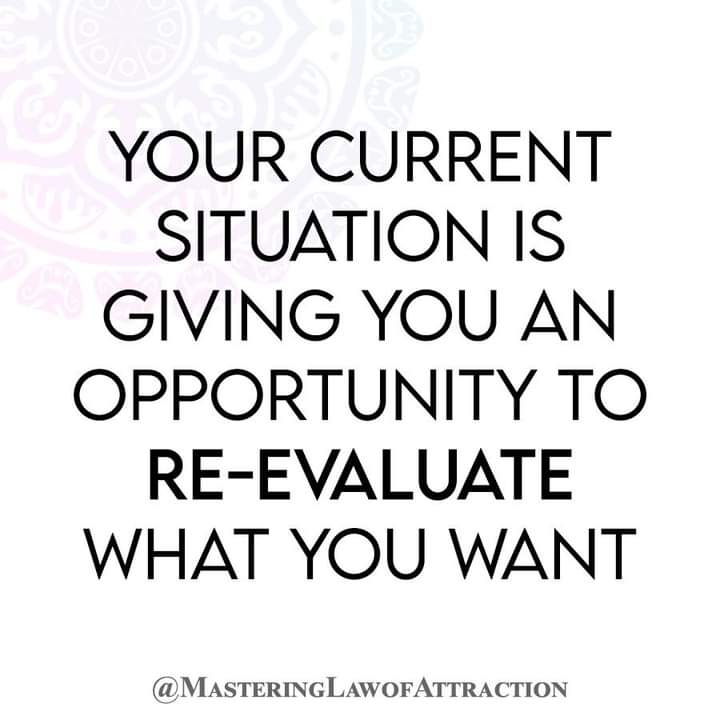 YOUR CURRENT
SITUATION IS
GIVING YOU AN
OPPORTUNITY TO
RE-EVALUATE
WHAT YOU WANT
@MASTERINGLAWOFATTRACTION